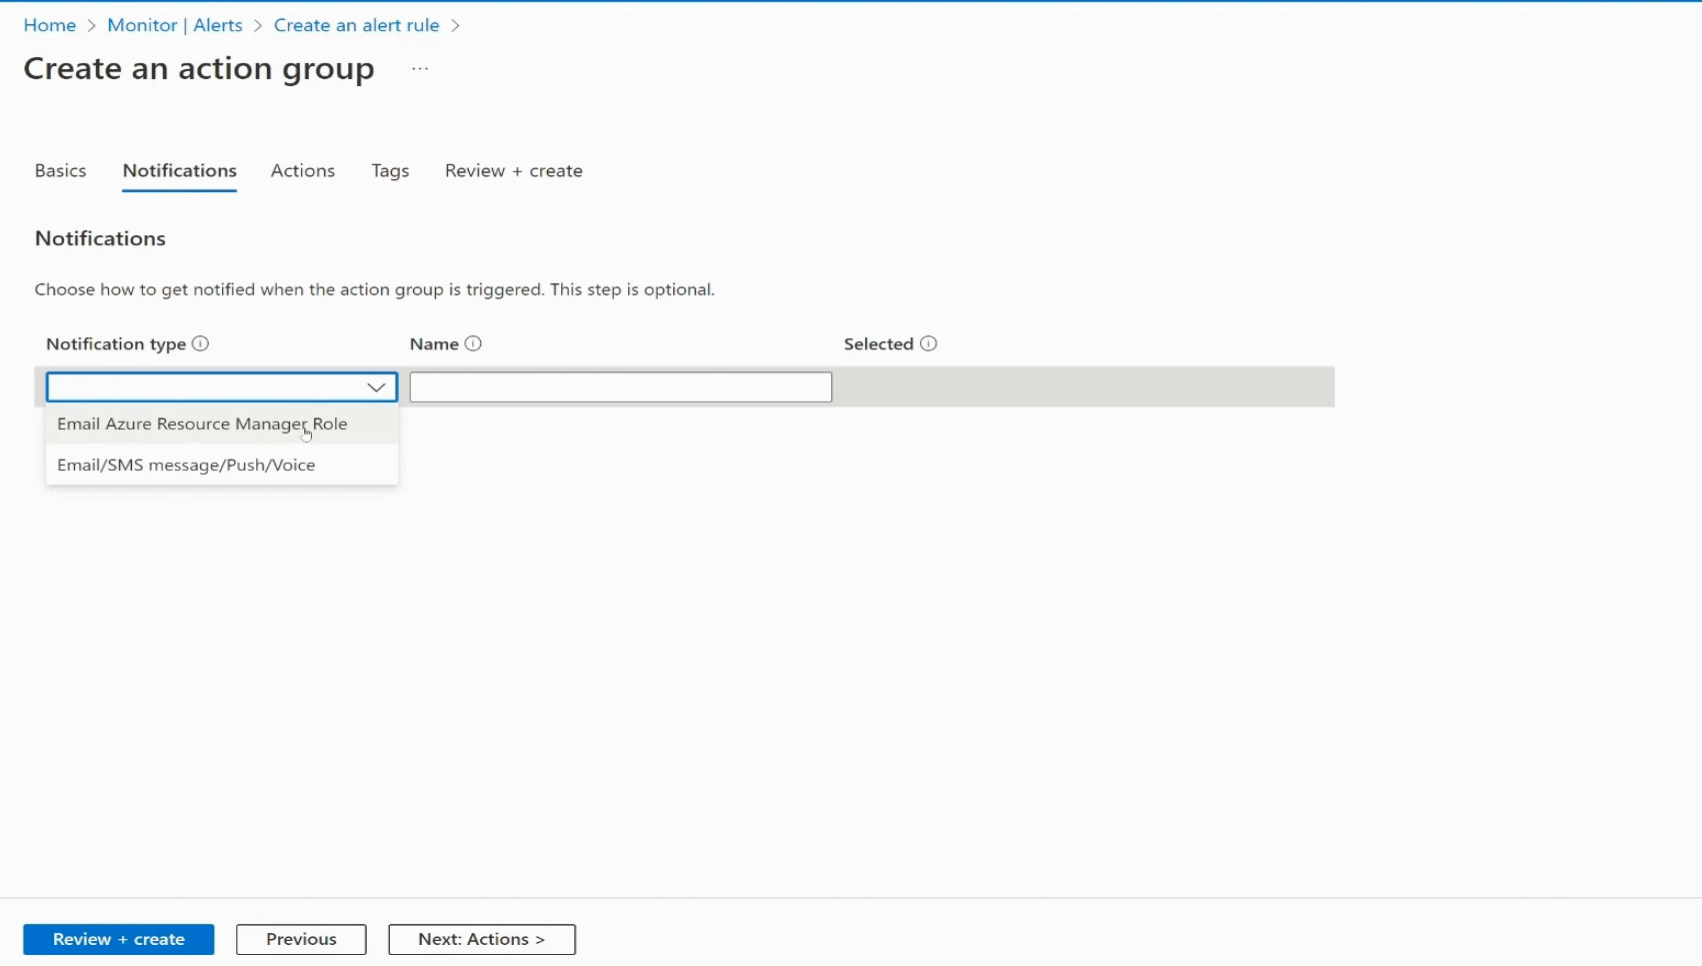 Home > Monitor | Alerts > Create an alert rule >
Create an action group ...
Basics Notifications Actions Tags Review + create
Notifications
Choose how to get notified when the action group is triggered. This step is optional.
Notification type Name Selected
Email Azure Resource Manager Role
Email/SMS message/Push/Voice
Review + create Previous Next: Actions >